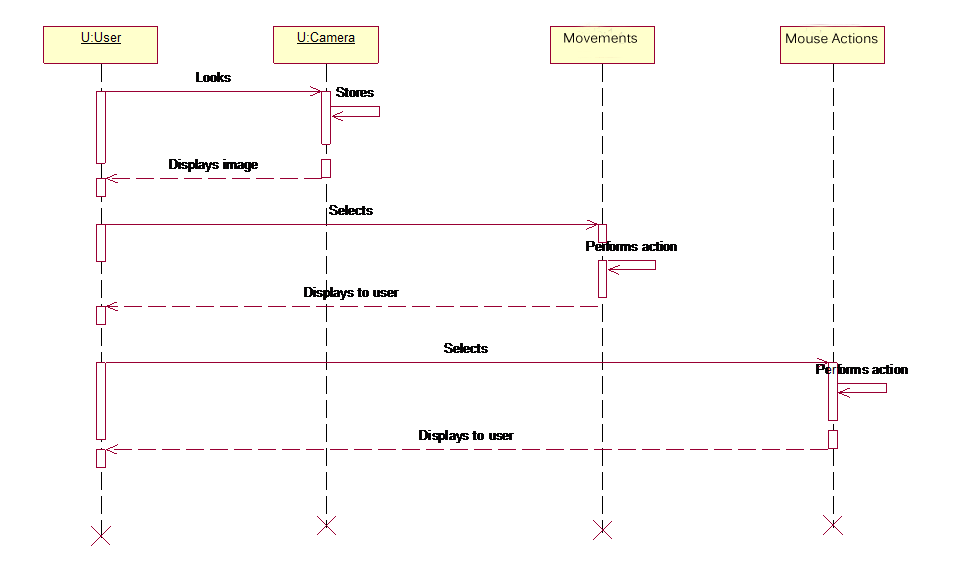 U:User
U:Camera
Movements
Mouse Actions
Looks
Stores
Displays image
Selects
Performs action
Displays to user
Selects
Performs action
Displays to user